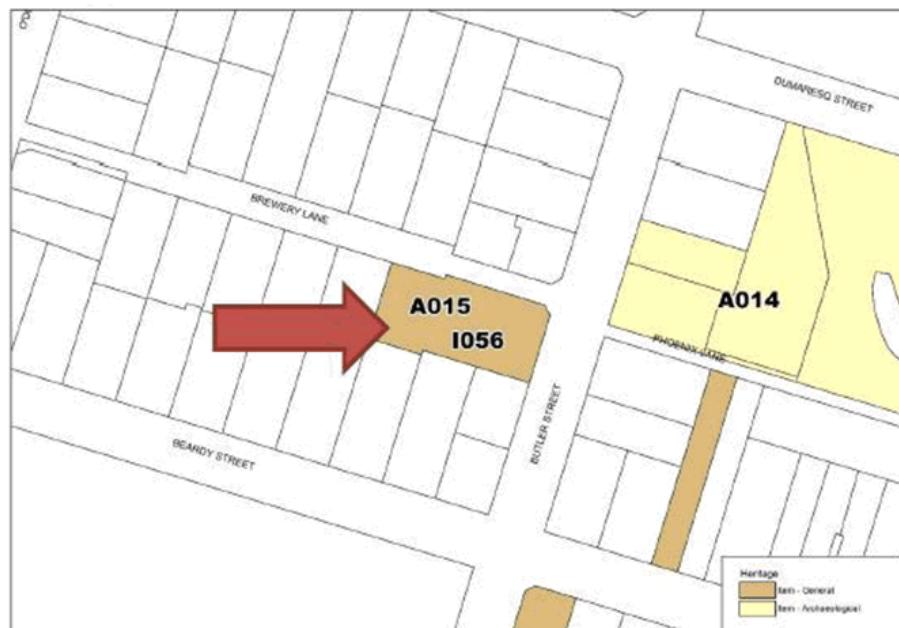 DUMARESQ STREET
BREWERY LANE
A015
I056
A014
PHOENIX LANE
BUTLER STREET
BEARDY STREET
Heritage
Item - General
Item - Archaeological